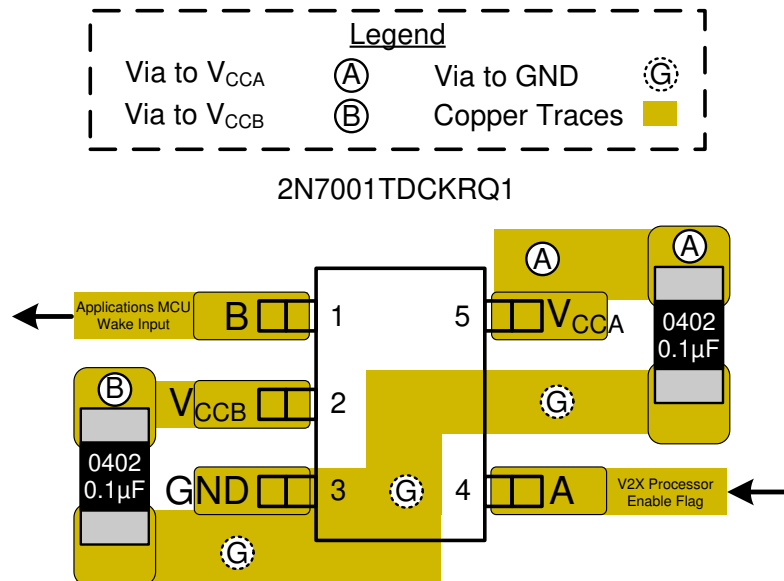 Legend
Via to VCCA A Via to GND G
Via to VCCB B Copper Traces
2N7001TDCKRQ1
A A
Applications MCU
Wake Input
B 1 5 VCCA
0402
0.1µF
B
VCCB 2
G
0402
0.1µF
GND 3 G 4 A
V2X Processor
Enable Flag
G